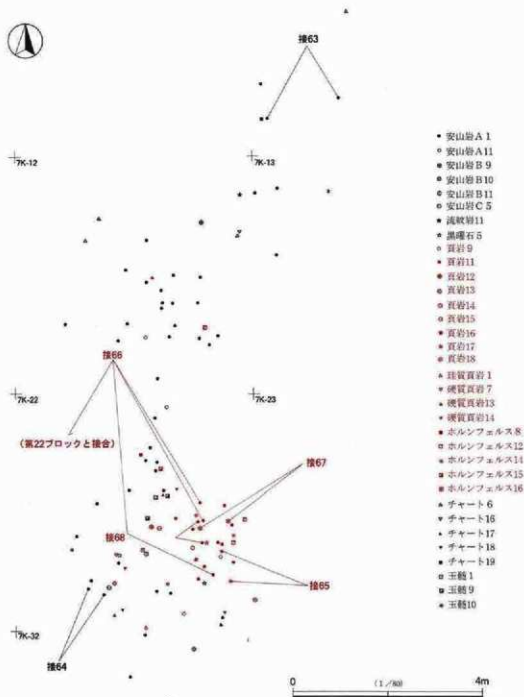 接63
7K-12
7K-13
安山岩A 1
安山岩A11
安山岩B 9
安山岩B10
安山岩B11
安山岩C 5
流紋岩11
黒曜石 5
頁岩 9
頁岩11
頁岩12
頁岩13
頁岩14
頁岩15
頁岩16
頁岩17
頁岩18
珪質頁岩 1
硬質頁岩 7
硬質頁岩13
硬質頁岩14
ホルンフェルス 8
ホルンフェルス12
ホルンフェルス14
ホルンフェルス15
ホルンフェルス16
チャート 6
チャート16
チャート17
チャート18
チャート19
玉髄 1
玉髄 9
玉髄10
接66
7K-22
7K-23
(第22ブロックと接合)
接67
接68
接65
7K-32
接64
0
(1/80)
4m